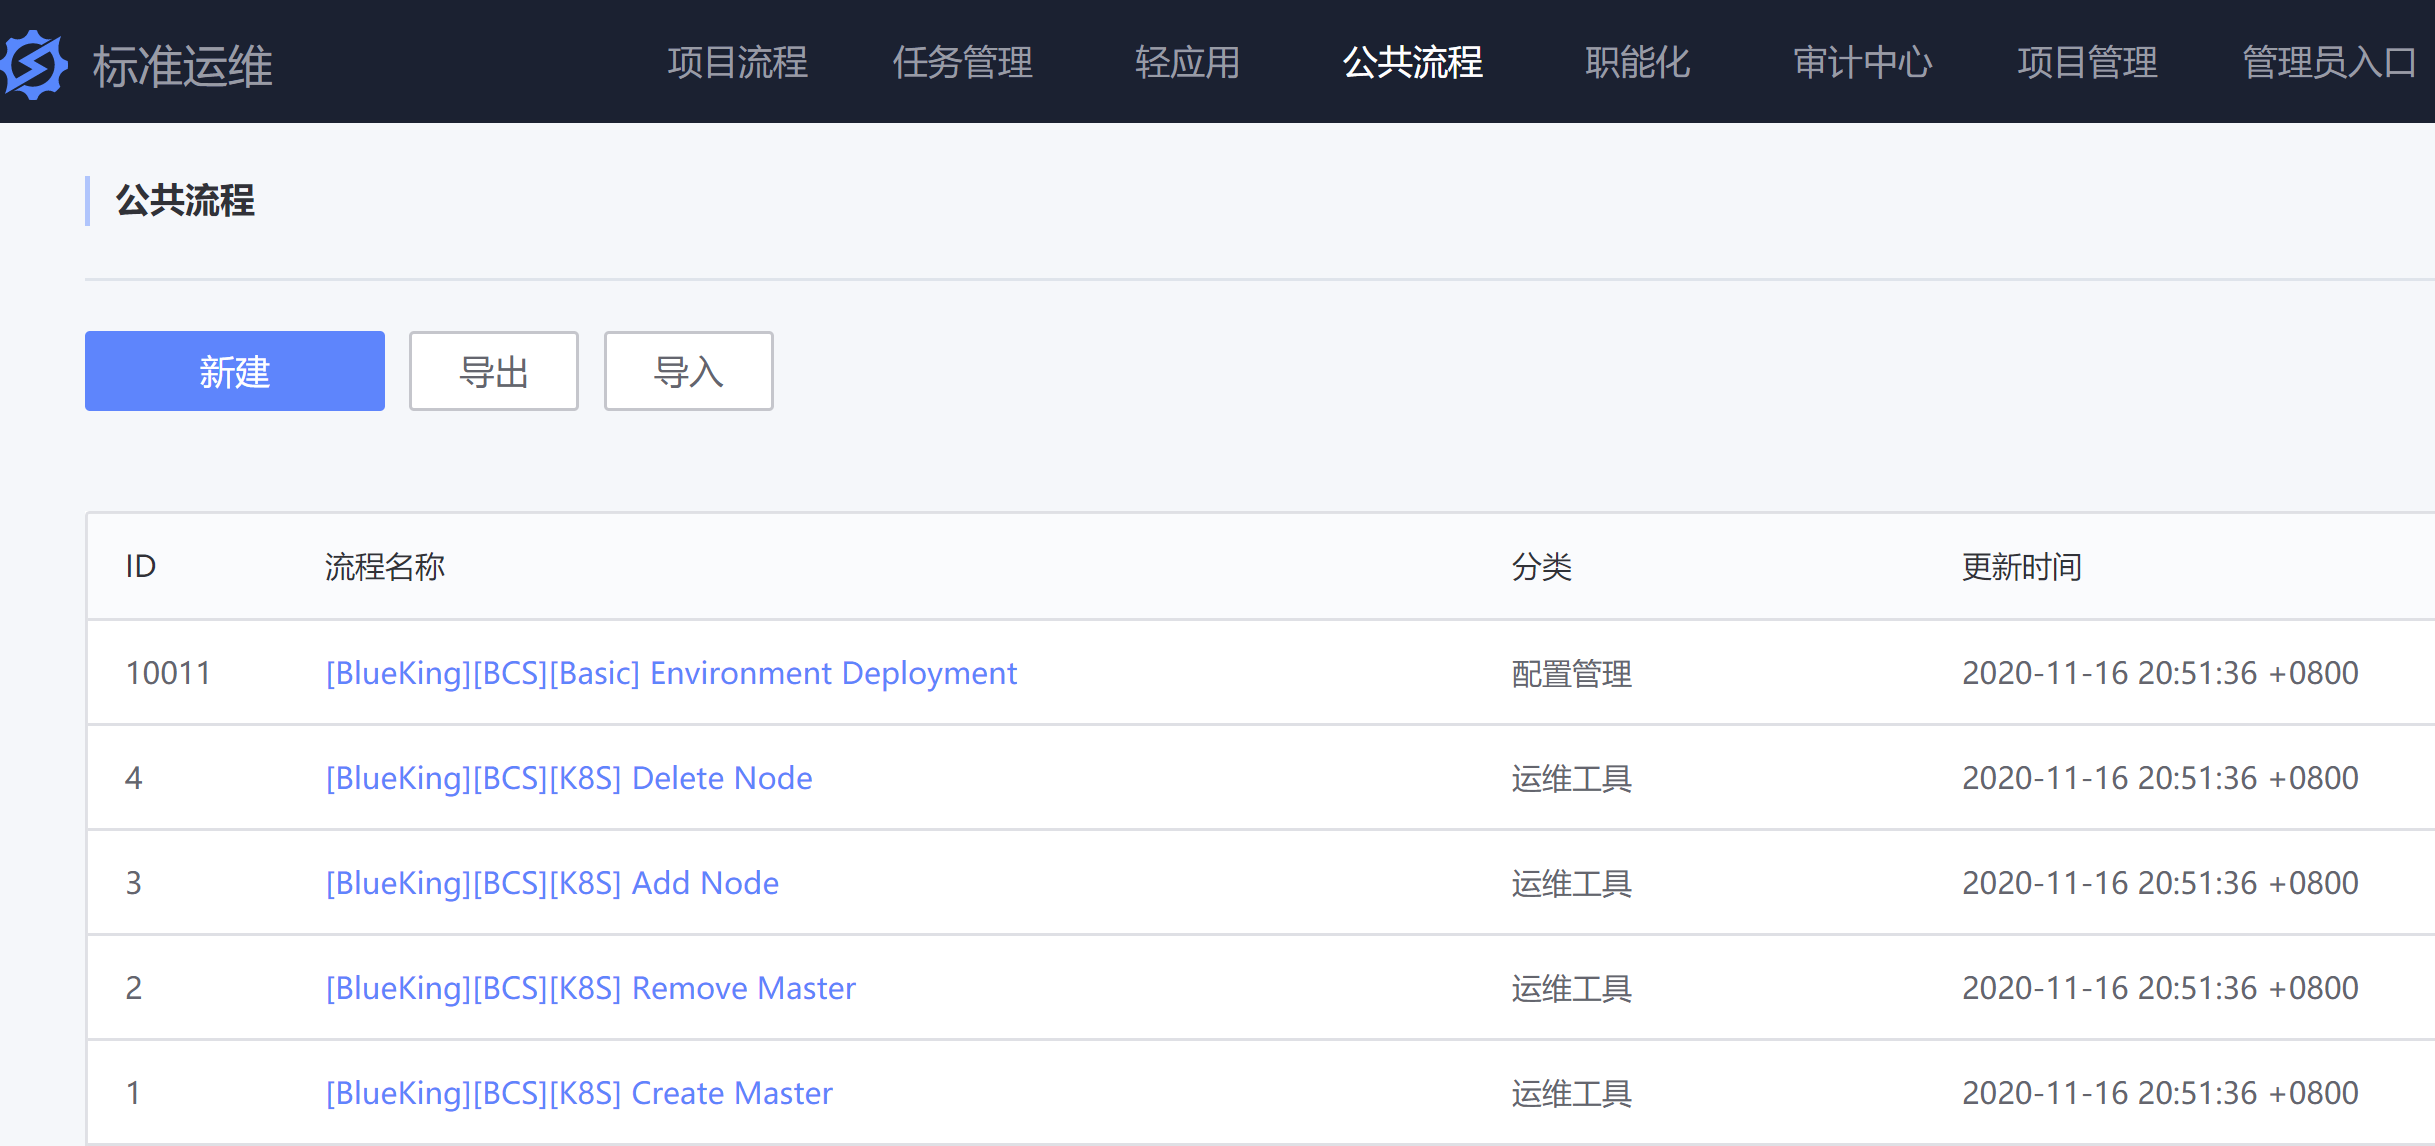 标准运维 项目流程 任务管理 轻应用 公共流程 职能化 审计中心 项目管理 管理员入口
公共流程
新建 导出 导入
ID 流程名称 分类 更新时间
10011 [BlueKing][BCS][Basic] Environment Deployment 配置管理 2020-11-16 20:51:36 +0800
4 [BlueKing][BCS][K8S] Delete Node 运维工具 2020-11-16 20:51:36 +0800
3 [BlueKing][BCS][K8S] Add Node 运维工具 2020-11-16 20:51:36 +0800
2 [BlueKing][BCS][K8S] Remove Master 运维工具 2020-11-16 20:51:36 +0800
1 [BlueKing][BCS][K8S] Create Master 运维工具 2020-11-16 20:51:36 +0800